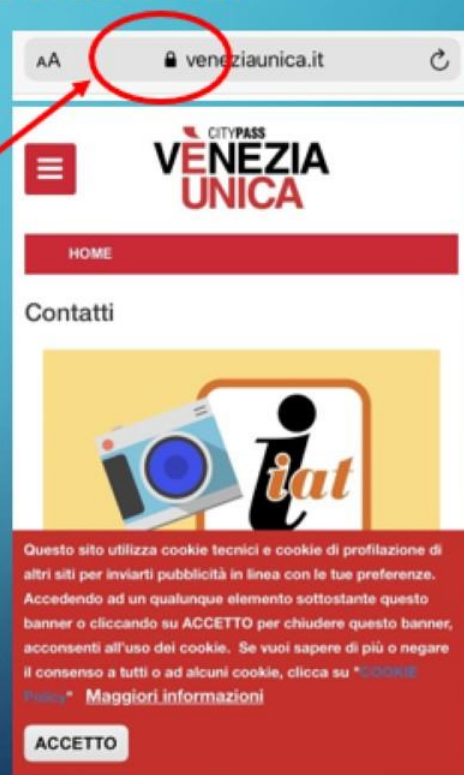 AA veneziaunica.it
CITYPASS
VENEZIA
UNICA
HOME
Contatti
i
iat
Questo sito utilizza cookie tecnici e cookie di profilazione di
altri siti per inviarti pubblicità in linea con le tue preferenze.
Accedendo ad un qualunque elemento sottostante questo
banner o cliccando su ACCETTO per chiudere questo banner,
acconsenti all'uso dei cookie. Se vuoi sapere di più o negare
il consenso a tutti o ad alcuni cookie, clicca su "COOKIE
Policy" Maggiori informazioni
ACCETTO